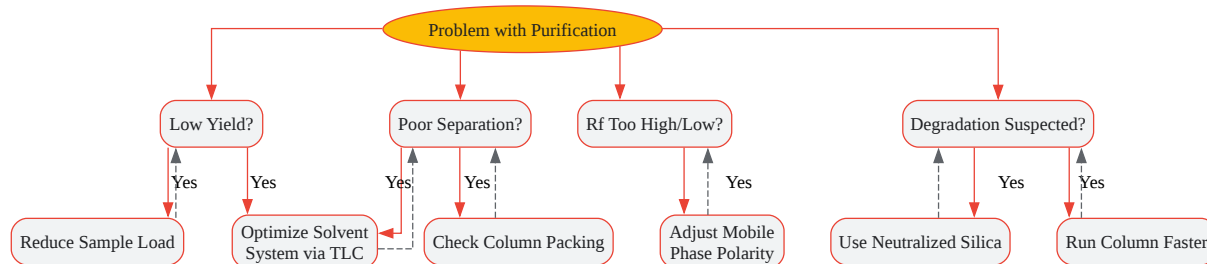 Problem with Purification
Low Yield?
Poor Separation?
Rf Too High/Low?
Degradation Suspected?
Yes
Yes
Yes
Yes
Yes
Yes
Yes
Reduce Sample Load
Optimize Solvent
System via TLC
Check Column Packing
Adjust Mobile
Phase Polarity
Use Neutralized Silica
Run Column Faster